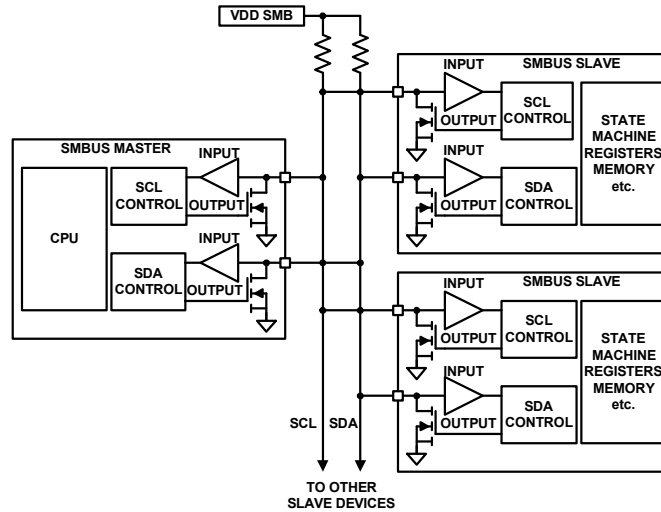 VDD SMB
SMBUS MASTER
CPU
SCL
CONTROL
INPUT
OUTPUT
SDA
CONTROL
INPUT
OUTPUT
SMBUS SLAVE
INPUT
OUTPUT
SCL
CONTROL
INPUT
OUTPUT
SDA
CONTROL
STATE
MACHINE
REGISTERS
MEMORY
etc.
SMBUS SLAVE
INPUT
OUTPUT
SCL
CONTROL
INPUT
OUTPUT
SDA
CONTROL
STATE
MACHINE
REGISTERS
MEMORY
etc.
SCL
SDA
TO OTHER
SLAVE DEVICES